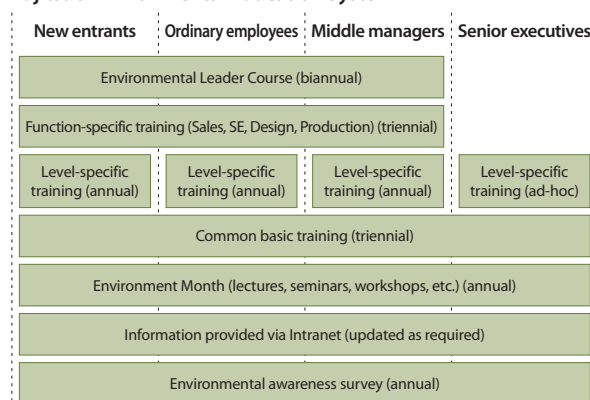 New entrants
Ordinary employees
Middle managers
Senior executives
Environmental Leader Course (biannual)
Function-specific training (Sales, SE, Design, Production) (triennial)
Level-specific
training (annual)
Level-specific
training (annual)
Level-specific
training (annual)
Level-specific
training (ad-hoc)
Common basic training (triennial)
Environment Month (lectures, seminars, workshops, etc.) (annual)
Information provided via Intranet (updated as required)
Environmental awareness survey (annual)